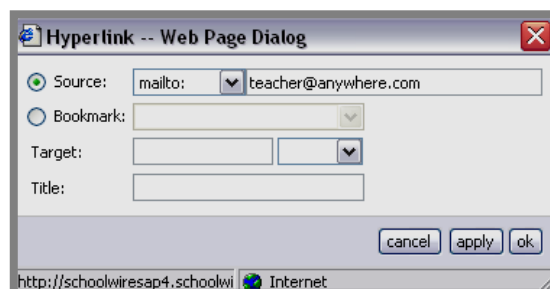 Hyperlink -- Web Page Dialog
Source: mailto: teacher@anywhere.com
Bookmark:
Target:
Title:
cancel apply ok
http://schoolwiresap4.schoolwi Internet